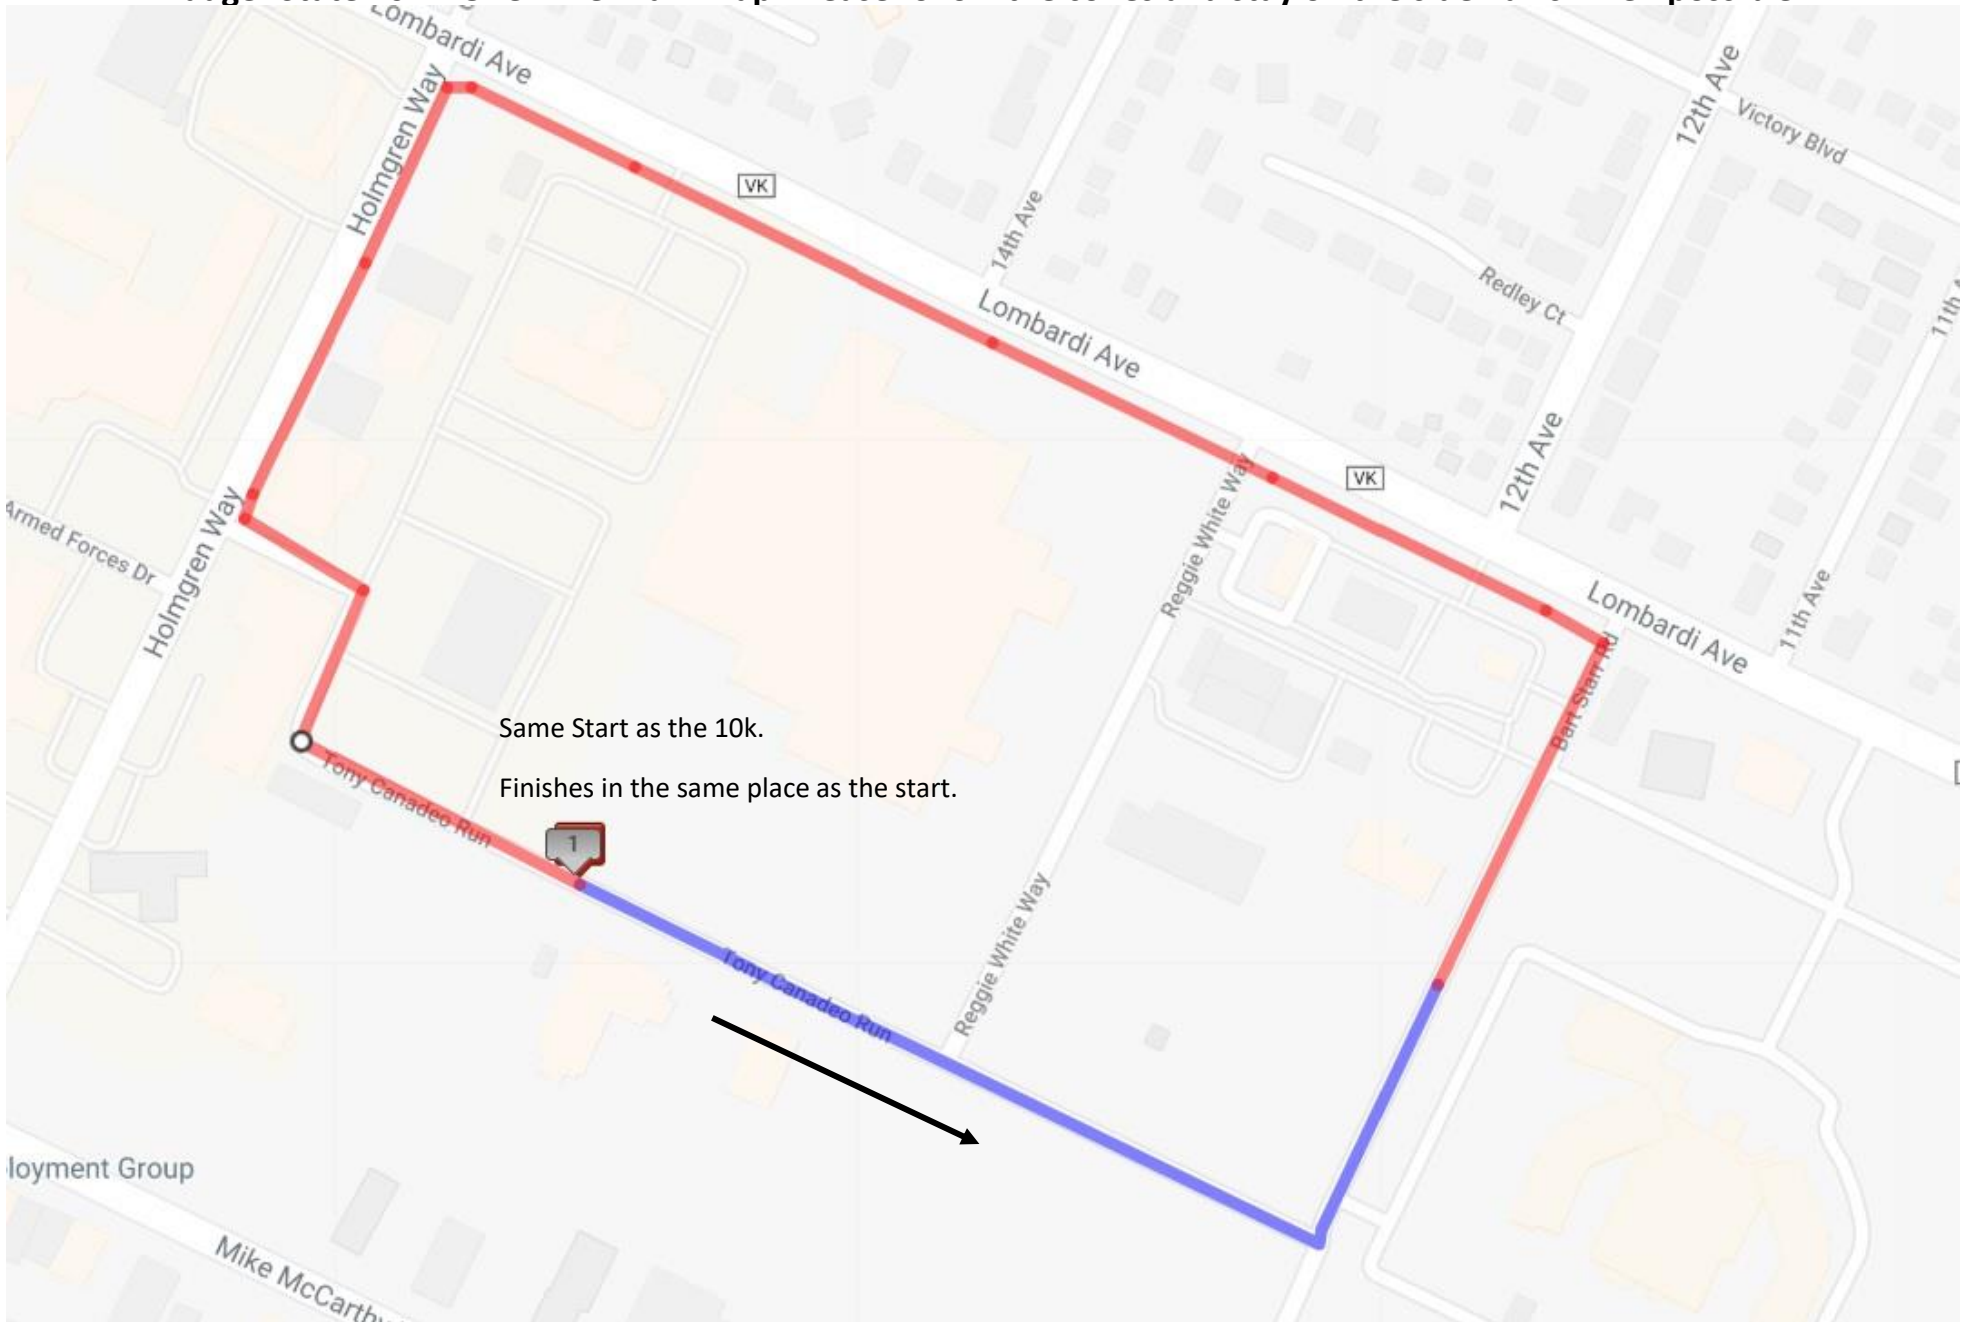 Lombardi Ave
Holmgren Way
VK
14th Ave
12th Ave
Victory Blvd
Redley Ct
Lombardi Ave
VK
12th Ave
Reggie White Way
Armed Forces Dr
Holmgren Way
Lombardi Ave
11th Ave
Bart Starr Rd
Same Start as the 10k.
Finishes in the same place as the start.
Tony Canadeo Run
1
Reggie White Way
Tony Canadeo Run
loyment Group
Mike McCarthy